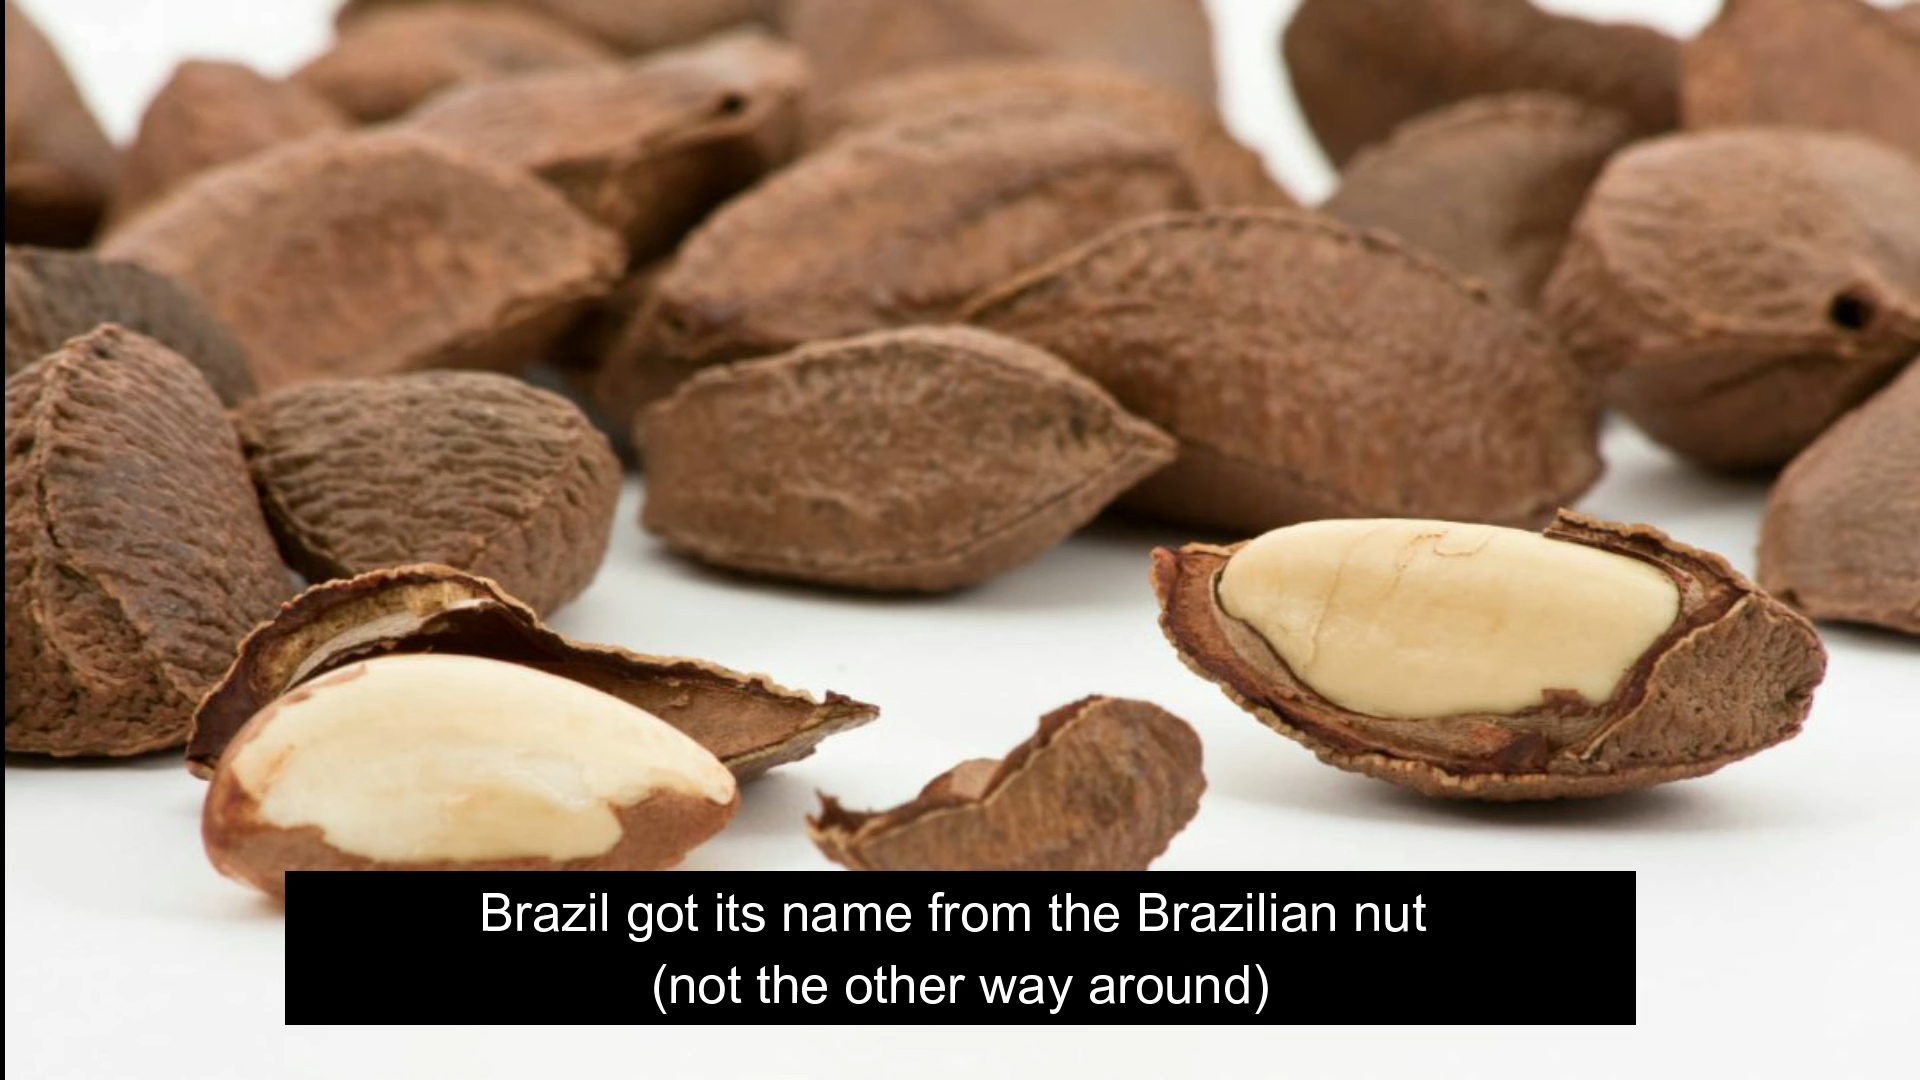 Brazil got its name from the Brazilian nut
(not the other way around)